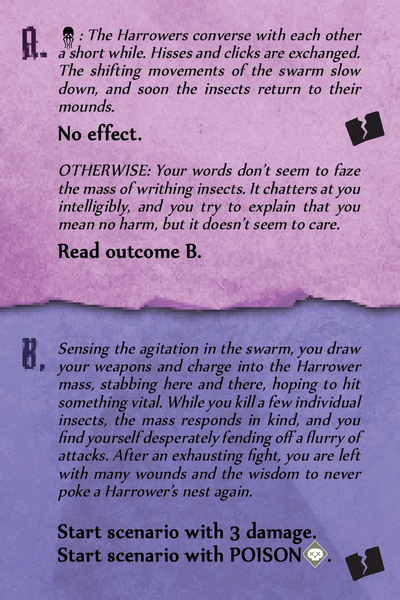 A. : The Harrowers converse with each other
a short while. Hisses and clicks are exchanged.
The shifting movements of the swarm slow
down, and soon the insects return to their
mounds.
No effect.
OTHERWISE: Your words don't seem to faze
the mass of writhing insects. It chatters at you
intelligibly, and you try to explain that you
mean no harm, but it doesn't seem to care.
Read outcome B.
B. Sensing the agitation in the swarm, you draw
your weapons and charge into the Harrower
mass, stabbing here and there, hoping to hit
something vital. While you kill a few individual
insects, the mass responds in kind, and you
find yourself desperately fending off a flurry of
attacks. After an exhausting fight, you are left
with many wounds and the wisdom to never
poke a Harrower's nest again.
Start scenario with 3 damage.
Start scenario with POISON.